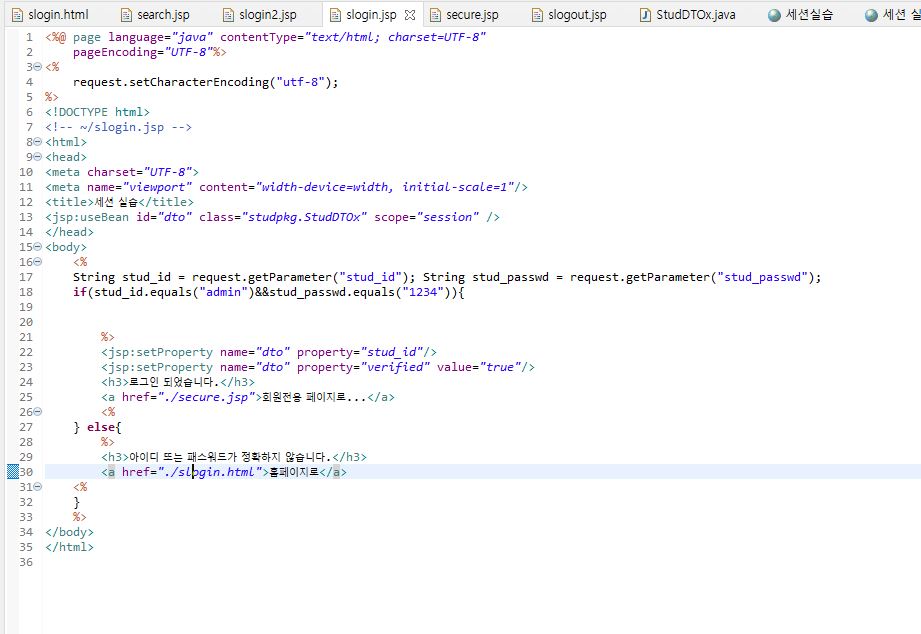 slogin.html search.jsp slogin2.jsp slogin.jsp secure.jsp slogout.jsp StudDTOx.java 세션실습 세션 실
1 <%@ page language="java" contentType="text/html; charset=UTF-8"
2     pageEncoding="UTF-8"%>
3 <%
4     request.setCharacterEncoding("utf-8");
5 %>
6 <!DOCTYPE html>
7 <!-- ~/slogin.jsp -->
8 <html>
9 <head>
10 <meta charset="UTF-8">
11 <meta name="viewport" content="width-device=width, initial-scale=1"/>
12 <title>세션 실습</title>
13 <jsp:useBean id="dto" class="studpkg.StudDTOx" scope="session" />
14 </head>
15 <body>
16     <%
17     String stud_id = request.getParameter("stud_id"); String stud_passwd = request.getParameter("stud_passwd");
18     if(stud_id.equals("admin")&&stud_passwd.equals("1234")){
19
20
21         %>
22         <jsp:setProperty name="dto" property="stud_id"/>
23         <jsp:setProperty name="dto" property="verified" value="true"/>
24         <h3>로그인 되었습니다.</h3>
25         <a href="./secure.jsp">회원전용 페이지로...</a>
26         <%
27     } else{
28         %>
29         <h3>아이디 또는 패스워드가 정확하지 않습니다.</h3>
30         <a href="./slogin.html">홈페이지로</a>
31     <%
32     }
33     %>
34 </body>
35 </html>
36